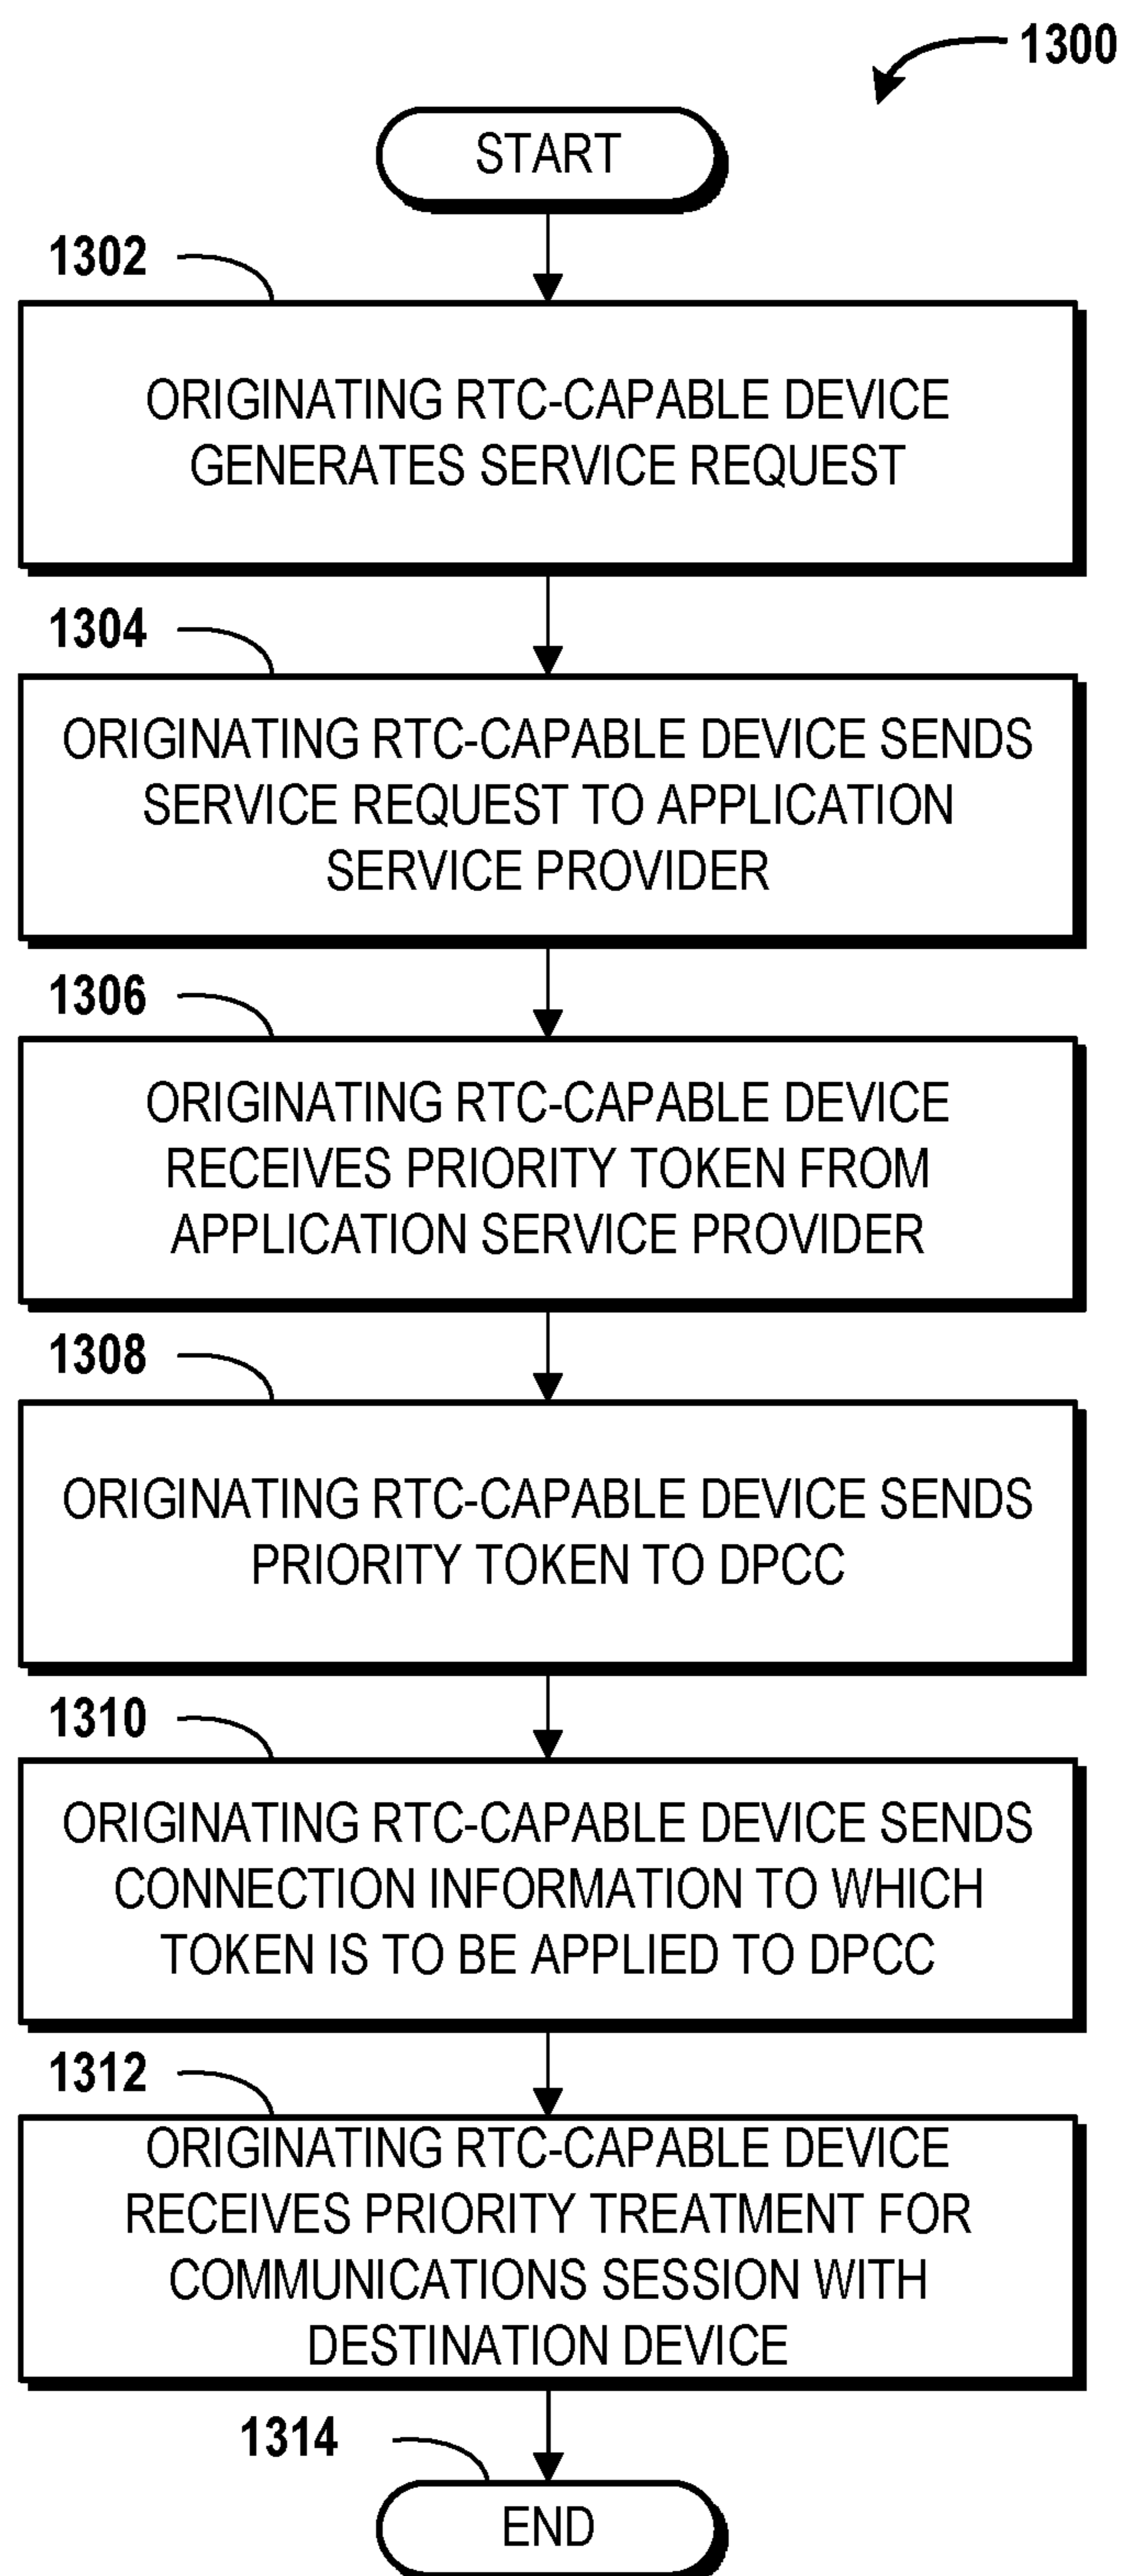 1300
START
1302
ORIGINATING RTC-CAPABLE DEVICE
GENERATES SERVICE REQUEST
1304
ORIGINATING RTC-CAPABLE DEVICE SENDS
SERVICE REQUEST TO APPLICATION
SERVICE PROVIDER
1306
ORIGINATING RTC-CAPABLE DEVICE
RECEIVES PRIORITY TOKEN FROM
APPLICATION SERVICE PROVIDER
1308
ORIGINATING RTC-CAPABLE DEVICE SENDS
PRIORITY TOKEN TO DPCC
1310
ORIGINATING RTC-CAPABLE DEVICE SENDS
CONNECTION INFORMATION TO WHICH
TOKEN IS TO BE APPLIED TO DPCC
1312
ORIGINATING RTC-CAPABLE DEVICE
RECEIVES PRIORITY TREATMENT FOR
COMMUNICATIONS SESSION WITH
DESTINATION DEVICE
1314
END